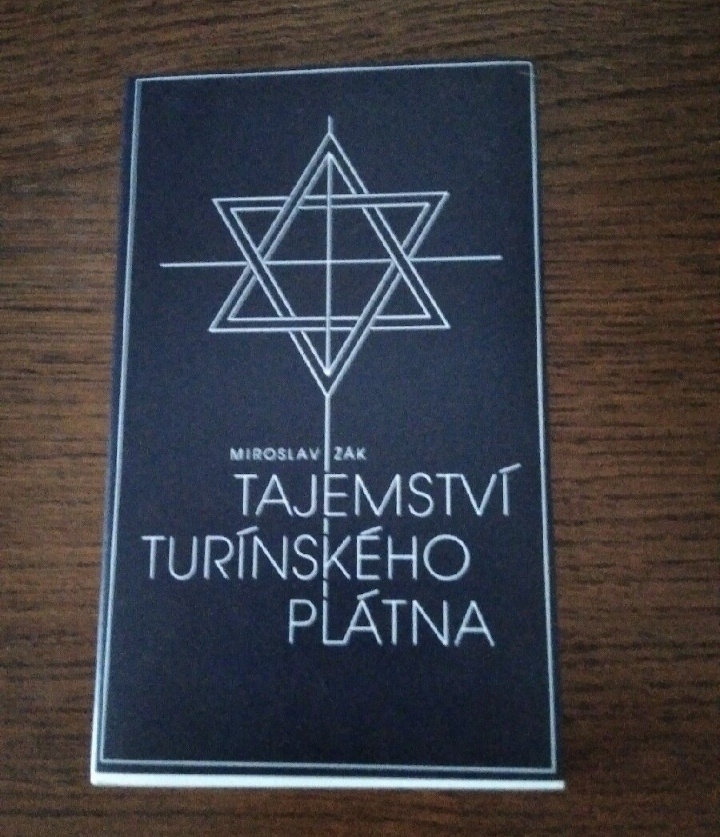 MIROSLAV ŽÁK
TAJEMSTVÍ
TURÍNSKÉHO
PLÁTNA